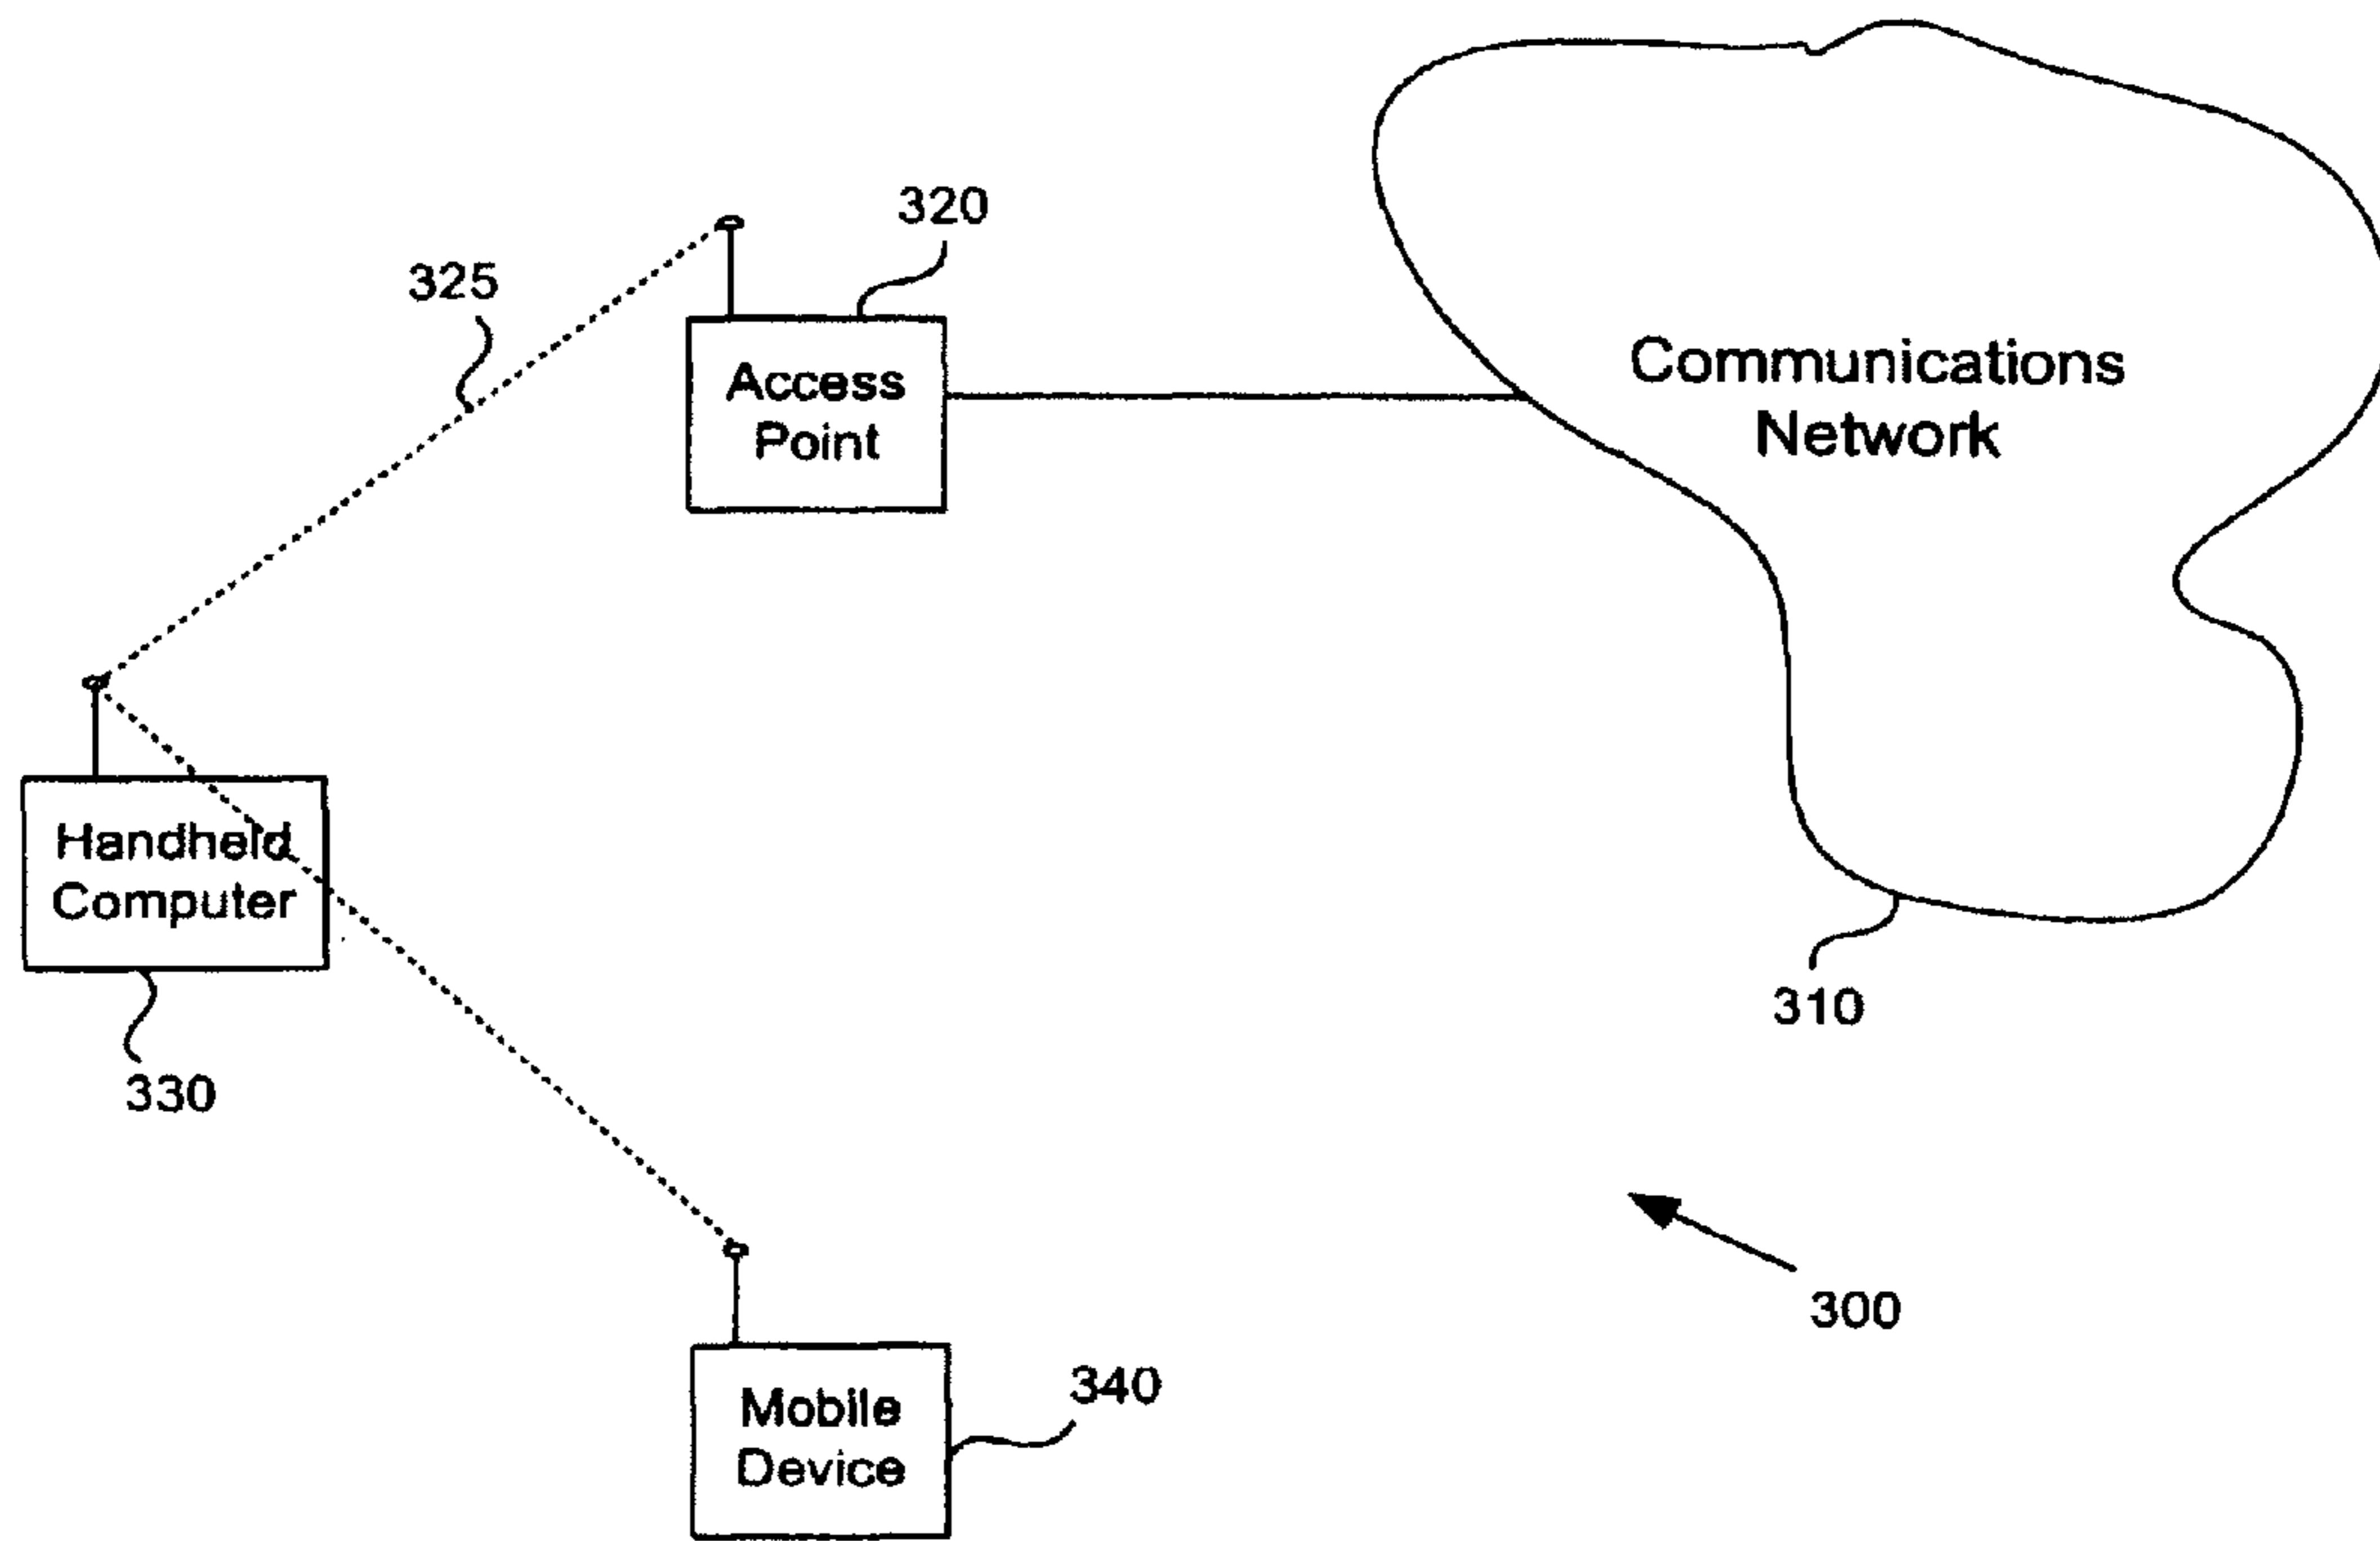 320
325
Access
Point
Communications
Network
Handheld
Computer
310
330
300
340
Mobile
Device